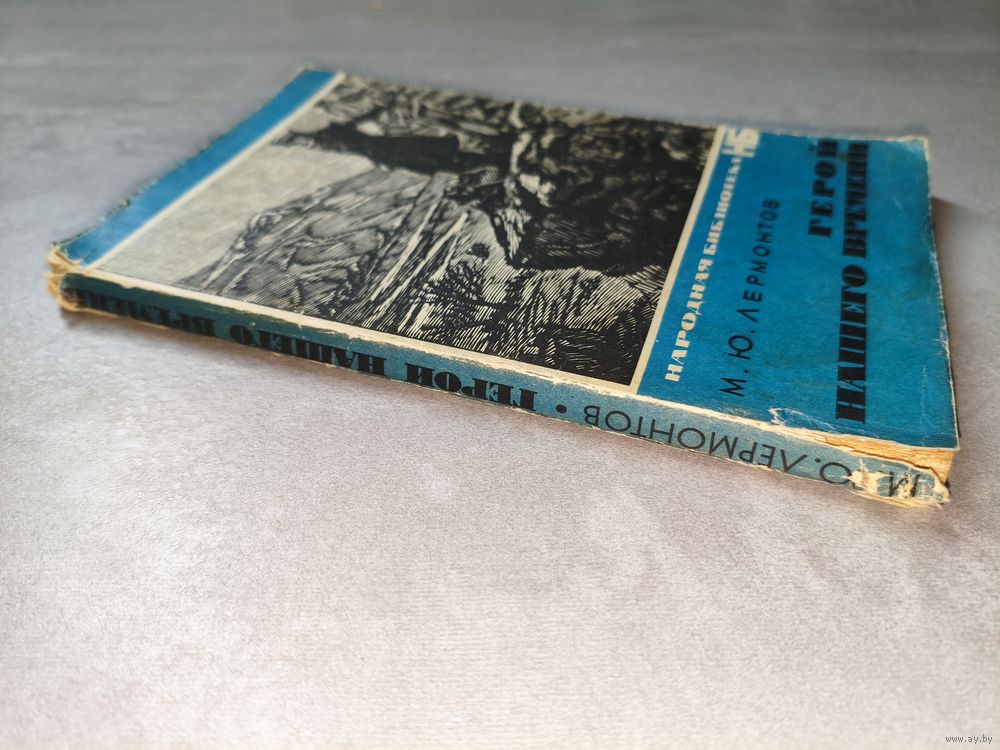 НБ
НАРОДНАЯ БИБЛИОТЕКА
М. Ю. ЛЕРМОНТОВ
ГЕРОЙ
НАШЕГО ВРЕМЕНИ
Ю. ЛЕРМОНТОВ • ГЕРОЙ НАШЕГО ВРЕМЕНИ
www.ay.by